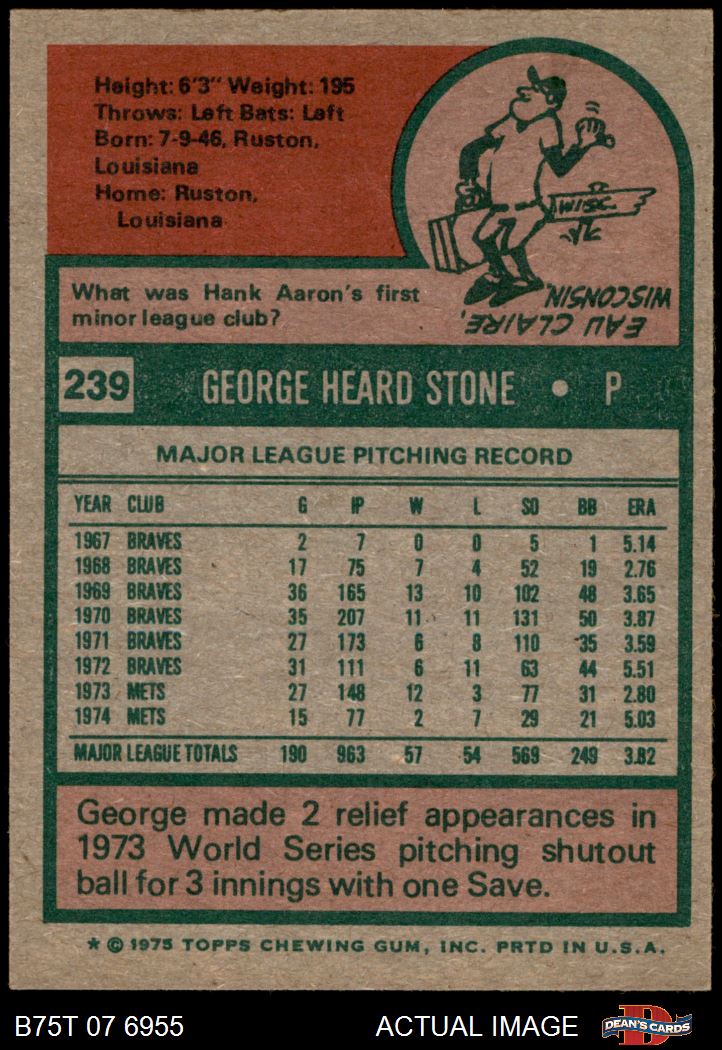 Height: 6'3" Weight: 195
Throws: Left Bats: Left
Born: 7-9-46, Ruston,
Louisiana
Home: Ruston,
Louisiana
WISC
What was Hank Aaron's first
minor league club?
EAU CLAIRE,
WISCONSIN.
239 GEORGE HEARD STONE • P
MAJOR LEAGUE PITCHING RECORD
YEAR CLUB G IP W L SO BB ERA
1967 BRAVES 2 7 0 0 5 1 5.14
1968 BRAVES 17 75 7 4 52 19 2.76
1969 BRAVES 36 165 13 10 102 48 3.65
1970 BRAVES 35 207 11 11 131 50 3.87
1971 BRAVES 27 173 6 8 110 35 3.59
1972 BRAVES 31 111 6 11 63 44 5.51
1973 METS 27 148 12 3 77 31 2.80
1974 METS 15 77 2 7 29 21 5.03
MAJOR LEAGUE TOTALS 190 963 57 54 569 249 3.82
George made 2 relief appearances in
1973 World Series pitching shutout
ball for 3 innings with one Save.
* © 1975 TOPPS CHEWING GUM, INC. PRTD IN U.S.A.
B75T 07 6955 ACTUAL IMAGE D DEAN'S CARDS